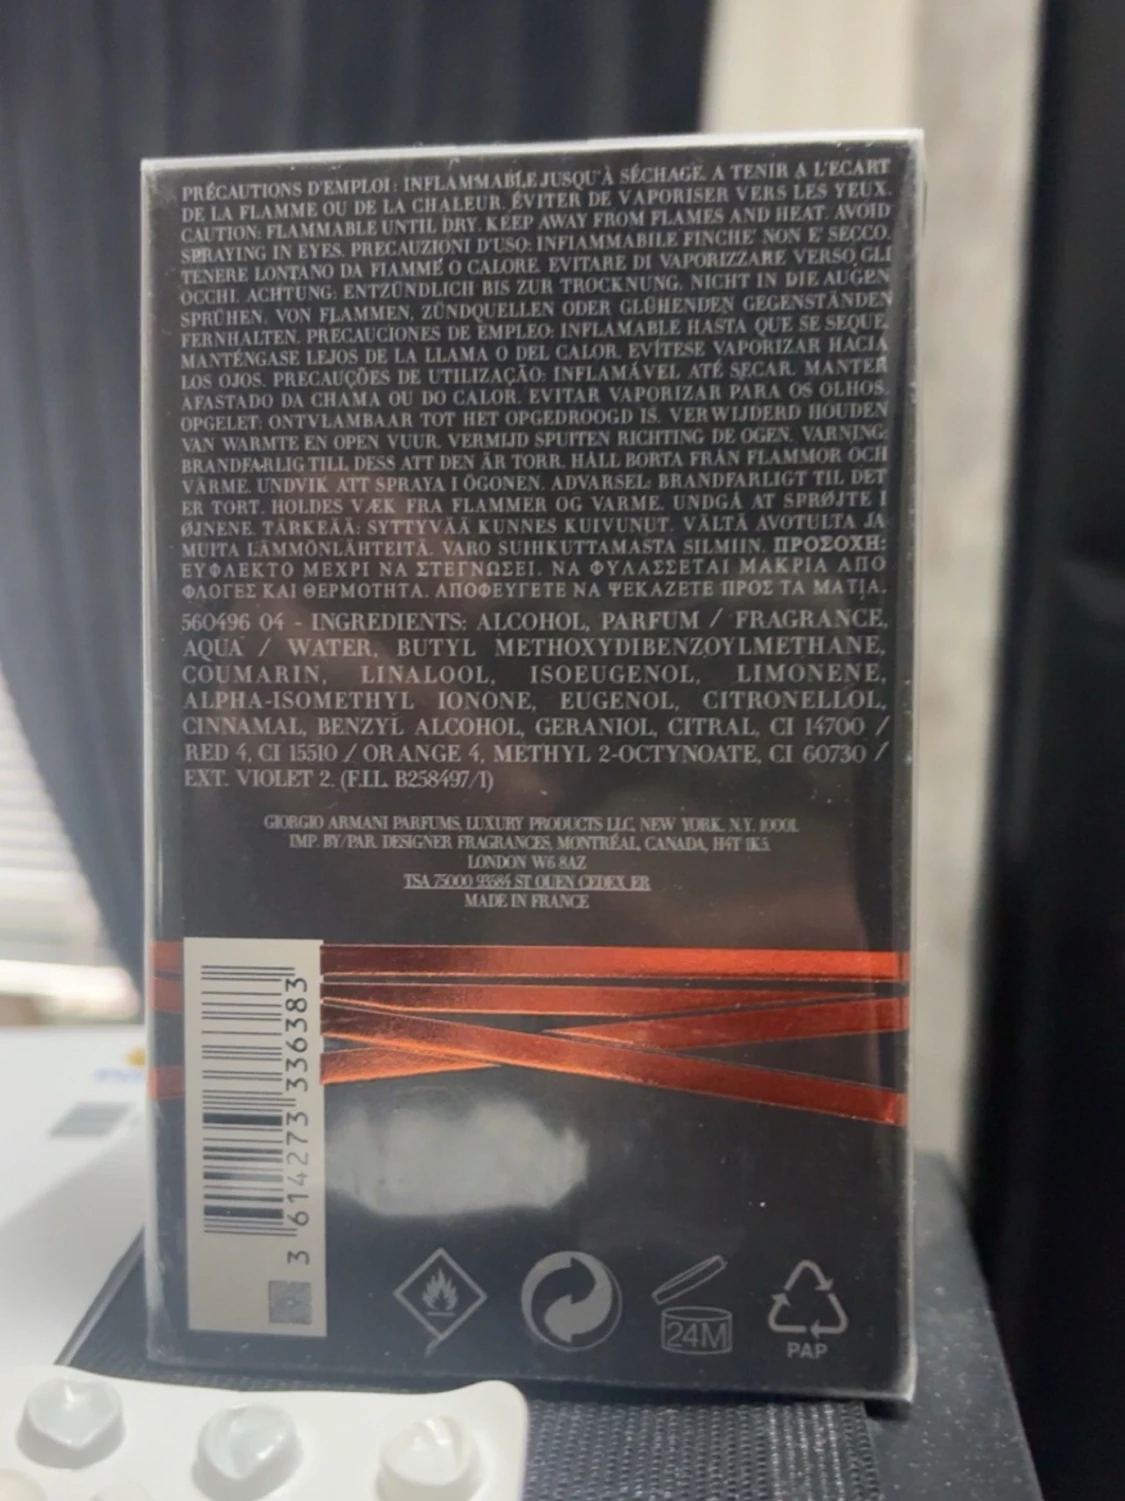 PRÉCAUTIONS D'EMPLOI : INFLAMMABLE JUSQU'À SÉCHAGE. A TENIR A L'ECART
DE LA FLAMME OU DE LA CHALEUR. ÉVITER DE VAPORISER VERS LES YEUX.
CAUTION: FLAMMABLE UNTIL DRY. KEEP AWAY FROM FLAMES AND HEAT. AVOID
SPRAYING IN EYES. PRECAUZIONI D'USO: INFIAMMABILE FINCHE' NON E' SECCO.
TENERE LONTANO DA FIAMME O CALORE. EVITARE DI VAPORIZZARE VERSO GLI
OCCHI. ACHTUNG: ENTZÜNDLICH BIS ZUR TROCKNUNG. NICHT IN DIE AUGEN
SPRÜHEN. VON FLAMMEN, ZÜNDQUELLEN ODER GLÜHENDEN GEGENSTÄNDEN
FERNHALTEN. PRECAUCIONES DE EMPLEO: INFLAMABLE HASTA QUE SE SEQUE.
MANTÉNGASE LEJOS DE LA LLAMA O DEL CALOR. EVÍTESE VAPORIZAR HACIA
LOS OJOS. PRECAUÇÕES DE UTILIZAÇÃO: INFLAMÁVEL ATÉ SECAR. MANTER
AFASTADO DA CHAMA OU DO CALOR. EVITAR VAPORIZAR PARA OS OLHOS.
OPGELET: ONTVLAMBAAR TOT HET OPGEDROOGD IS. VERWIJDERD HOUDEN
VAN WARMTE EN OPEN VUUR. VERMIJD SPUITEN RICHTING DE OGEN. VARNING:
BRANDFARLIG TILL DESS ATT DEN ÄR TORR. HÅLL BORTA FRÅN FLAMMOR OCH
VÄRME. UNDVIK ATT SPRAYA I ÖGONEN. ADVARSEL: BRANDFARLIGT TIL DET
ER TORT. HOLDES VÆK FRA FLAMMER OG VARME. UNDGÅ AT SPRØJTE I
ØJNENE. TÄRKEÄÄ: SYTTYVÄÄ KUNNES KUIVUNUT. VÄLTÄ AVOTULTA JA
MUITA LÄMMÖNLÄHTEITÄ. VARO SUIHKUTTAMASTA SILMIIN. ΠΡΟΣΟΧΗ:
ΕΥΦΛΕΚΤΟ ΜΕΧΡΙ ΝΑ ΣΤΕΓΝΩΣΕΙ. ΝΑ ΦΥΛΑΣΣΕΤΑΙ ΜΑΚΡΙΑ ΑΠΟ
ΦΛΟΓΕΣ ΚΑΙ ΘΕΡΜΟΤΗΤΑ. ΑΠΟΦΕΥΓΕΤΕ ΝΑ ΨΕΚΑΖΕΤΕ ΠΡΟΣ ΤΑ ΜΑΤΙΑ.
560496 04 - INGREDIENTS: ALCOHOL, PARFUM / FRAGRANCE,
AQUA / WATER, BUTYL METHOXYDIBENZOYLMETHANE,
COUMARIN, LINALOOL, ISOEUGENOL, LIMONENE,
ALPHA-ISOMETHYL IONONE, EUGENOL, CITRONELLOL,
CINNAMAL, BENZYL ALCOHOL, GERANIOL, CITRAL, CI 14700 /
RED 4, CI 15510 / ORANGE 4, METHYL 2-OCTYNOATE, CI 60730 /
EXT. VIOLET 2. (F.I.L. B258497/1)
GIORGIO ARMANI PARFUMS, LUXURY PRODUCTS LLC, NEW YORK. N.Y. 10001.
IMP. BY/PAR. DESIGNER FRAGRANCES, MONTRÉAL, CANADA, H4T 1K5.
LONDON W6 8AZ
TSA 75000 93584 ST OUEN CEDEX_FR
MADE IN FRANCE
3 614273 336383
24M
PAP